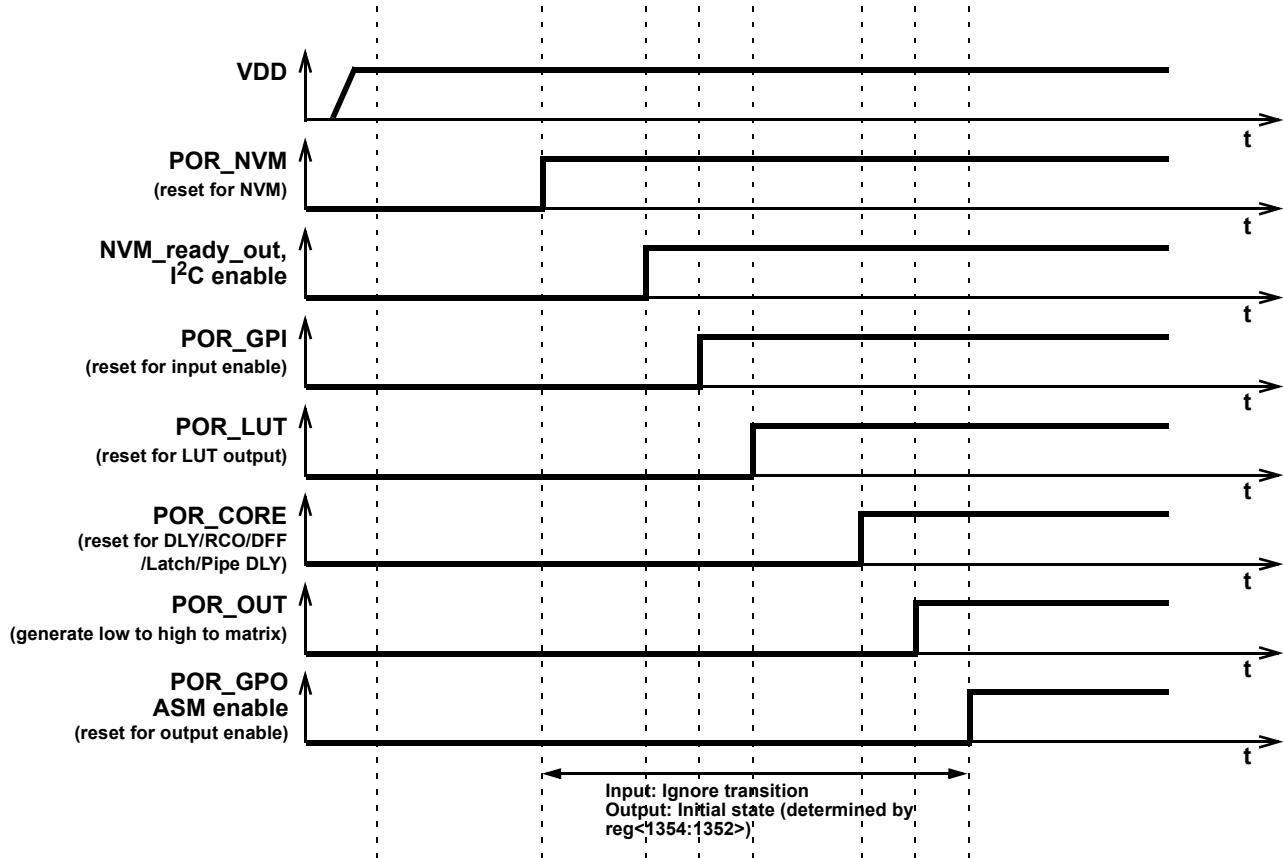 VDD
t
POR_NVM
(reset for NVM)
t
NVM_ready_out,
I²C enable
t
POR_GPI
(reset for input enable)
t
POR_LUT
(reset for LUT output)
t
POR_CORE
(reset for DLY/RCO/DFF
/Latch/Pipe DLY)
t
POR_OUT
(generate low to high to matrix)
t
POR_GPO
ASM enable
(reset for output enable)
t
Input: Ignore transition
Output: Initial state (determined by
reg<1354:1352>)